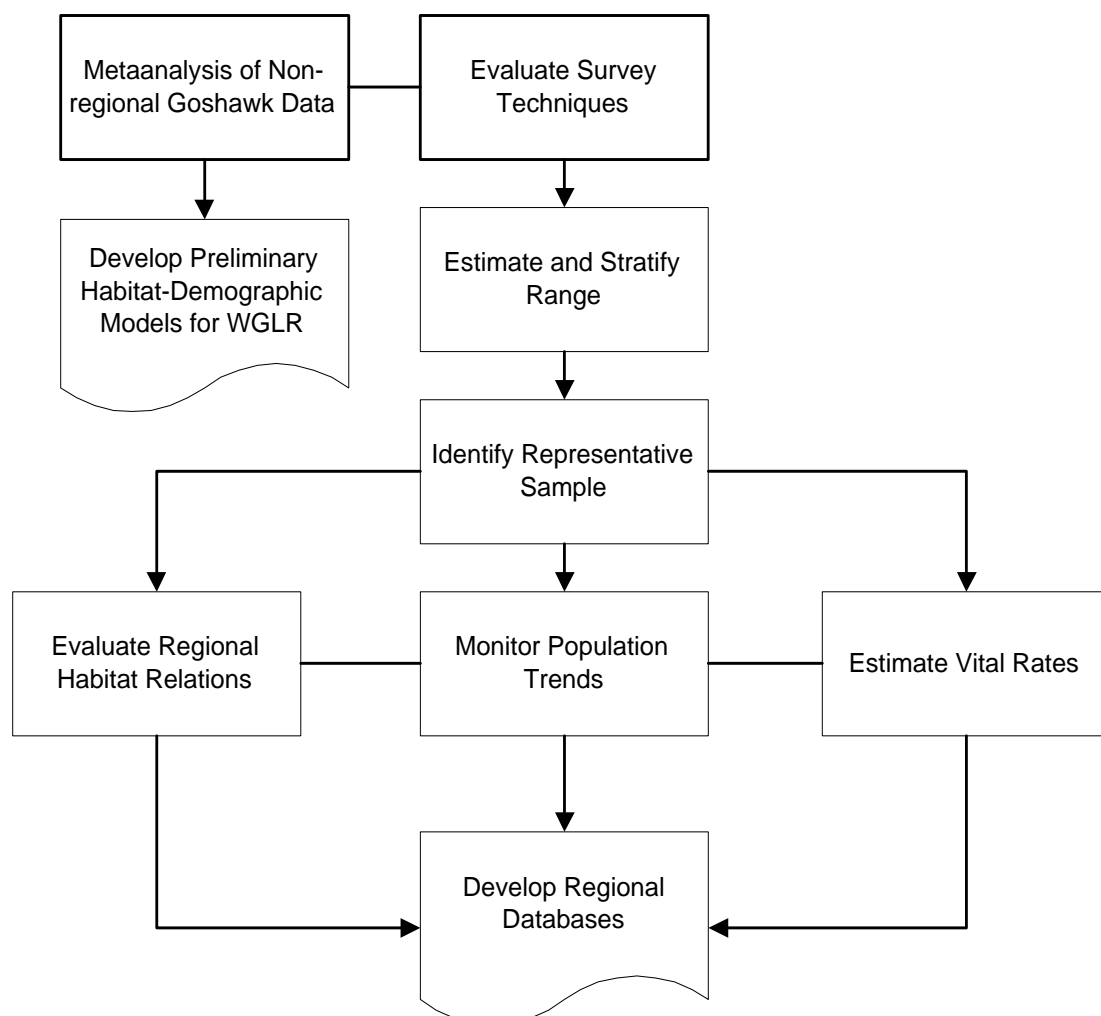 Metaanalysis of Non-
regional Goshawk Data
Evaluate Survey
Techniques
Develop Preliminary
Habitat-Demographic
Models for WGLR
Estimate and Stratify
Range
Identify Representative
Sample
Evaluate Regional
Habitat Relations
Monitor Population
Trends
Estimate Vital Rates
Develop Regional
Databases